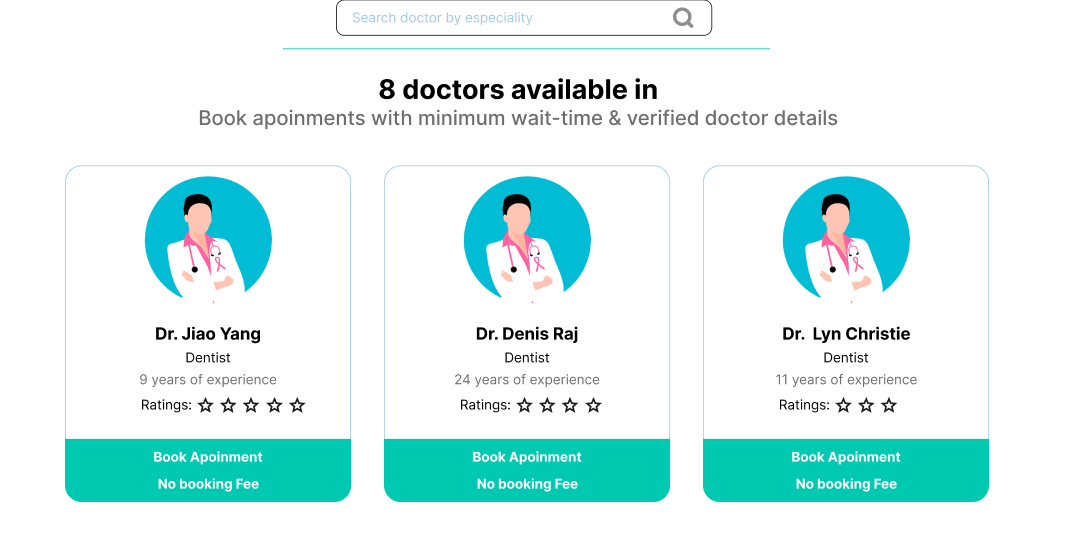 Search doctor by especiality
8 doctors available in
Book apoinments with minimum wait-time & verified doctor details
Dr. Jiao Yang
Dentist
9 years of experience
Ratings:
Book Apoinment
No booking Fee
Dr. Denis Raj
Dentist
24 years of experience
Ratings:
Book Apoinment
No booking Fee
Dr. Lyn Christie
Dentist
11 years of experience
Ratings:
Book Apoinment
No booking Fee